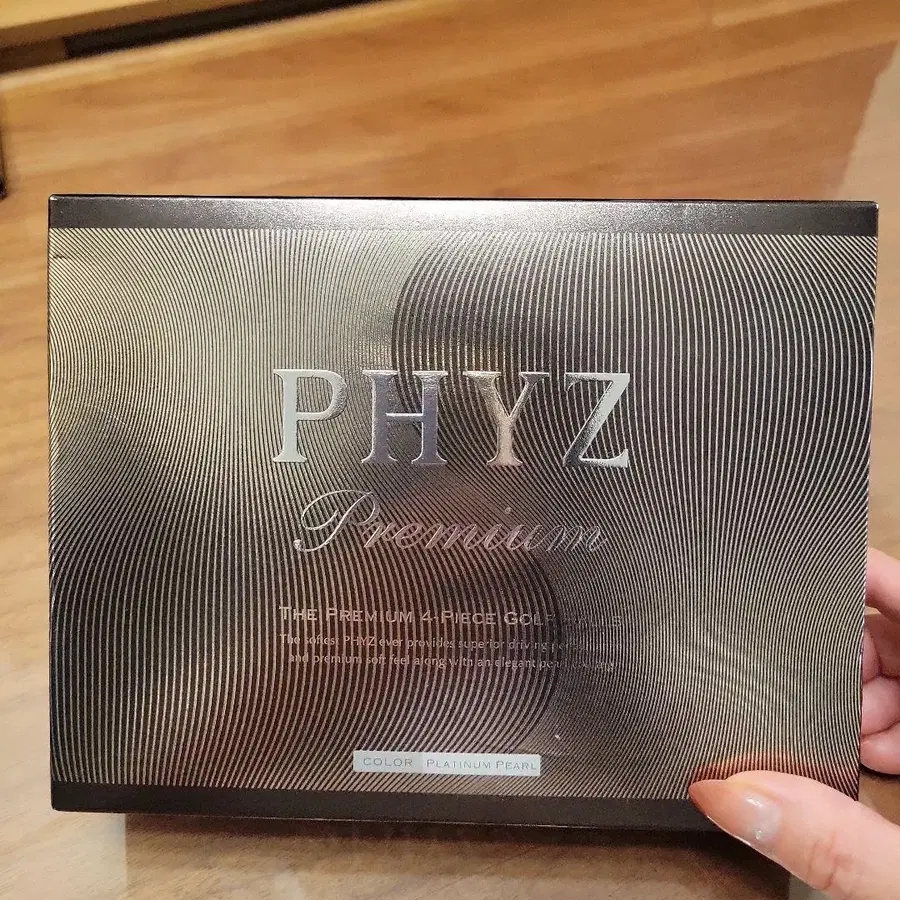 PHYZ
Premium
THE PREMIUM 4-PIECE GOLF
The softest PHYZ ever provides superior driving
and premium soft feel along with an elegant pearl
COLOR PLATINUM PEARL